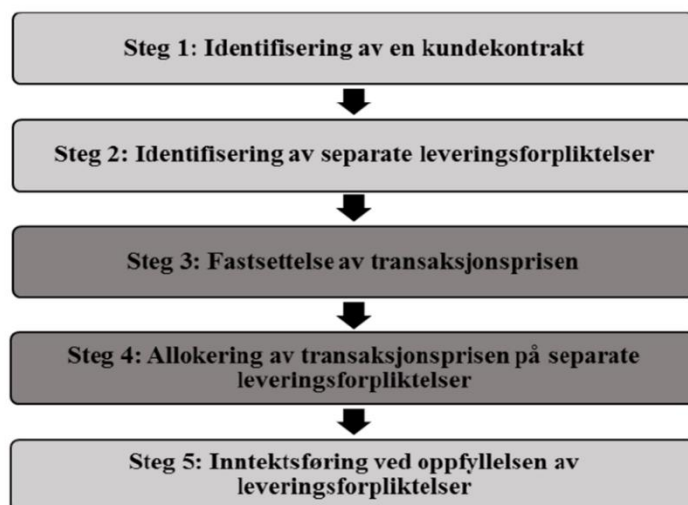 Steg 1: Identifisering av en kundekontrakt
Steg 2: Identifisering av separate leveringsforpliktelser
Steg 3: Fastsettelse av transaksjonsprisen
Steg 4: Allokering av transaksjonsprisen på separate
leveringsforpliktelser
Steg 5: Inntektsføring ved oppfyllelsen av
leveringsforpliktelser